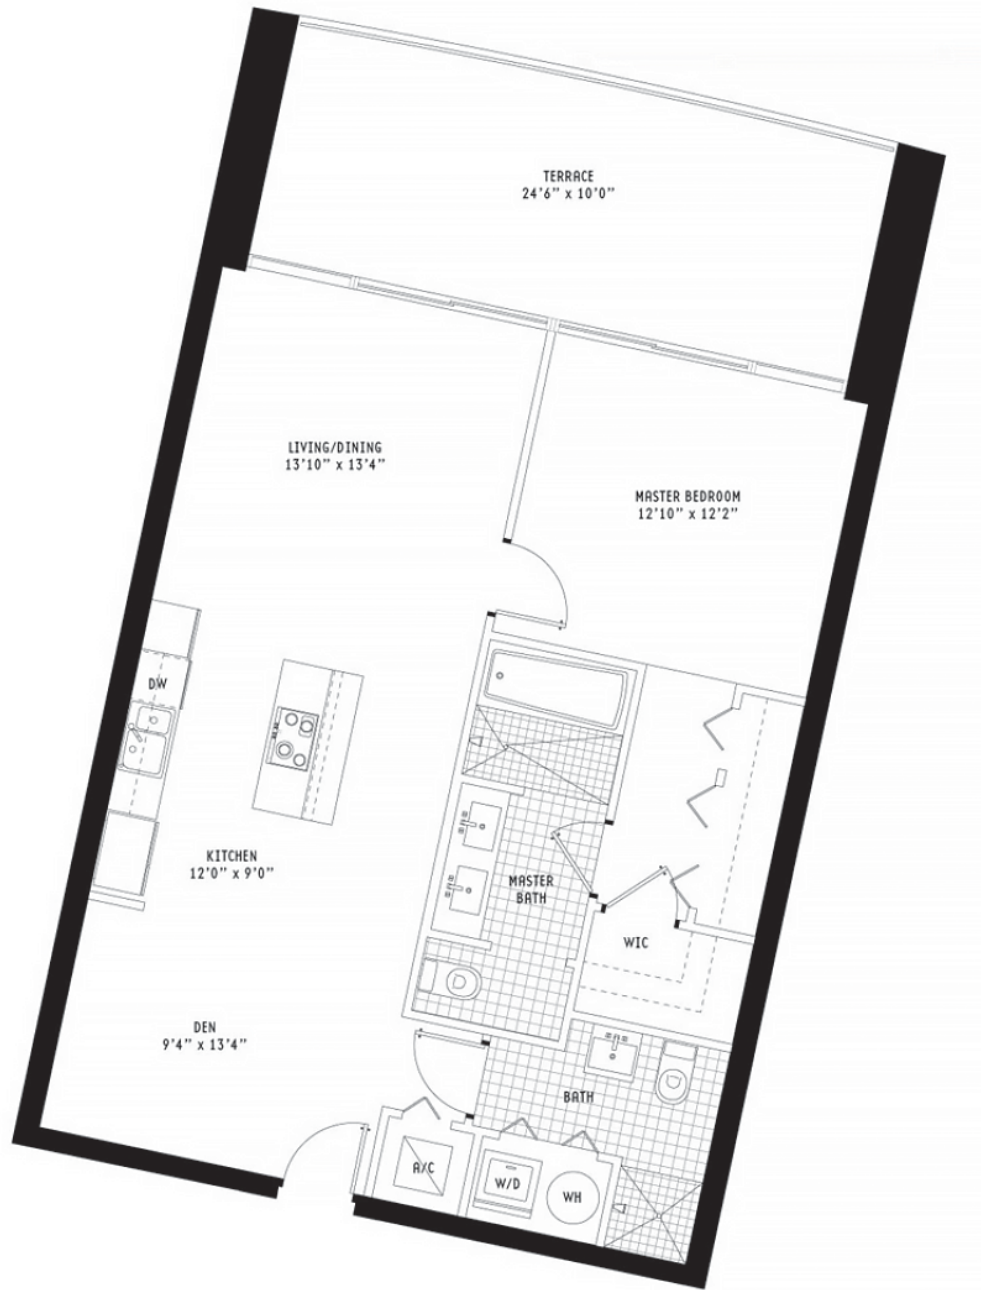 TERRACE
24'6" x 10'0"
LIVING/DINING
13'10" x 13'4"
MASTER BEDROOM
12'10" x 12'2"
DW
KITCHEN
12'0" x 9'0"
MASTER
BATH
WIC
DEN
9'4" x 13'4"
BATH
A/C
W/D
WH